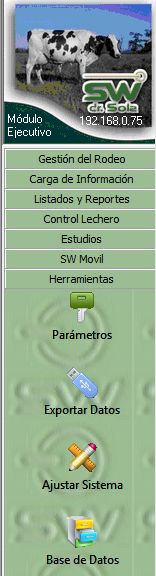 SW
de Sola
Módulo
Ejecutivo
192.168.0.75
Gestión del Rodeo
Carga de Información
Listados y Reportes
Control Lechero
Estudios
SW Movil
Herramientas
Parámetros
Exportar Datos
Ajustar Sistema
Base de Datos